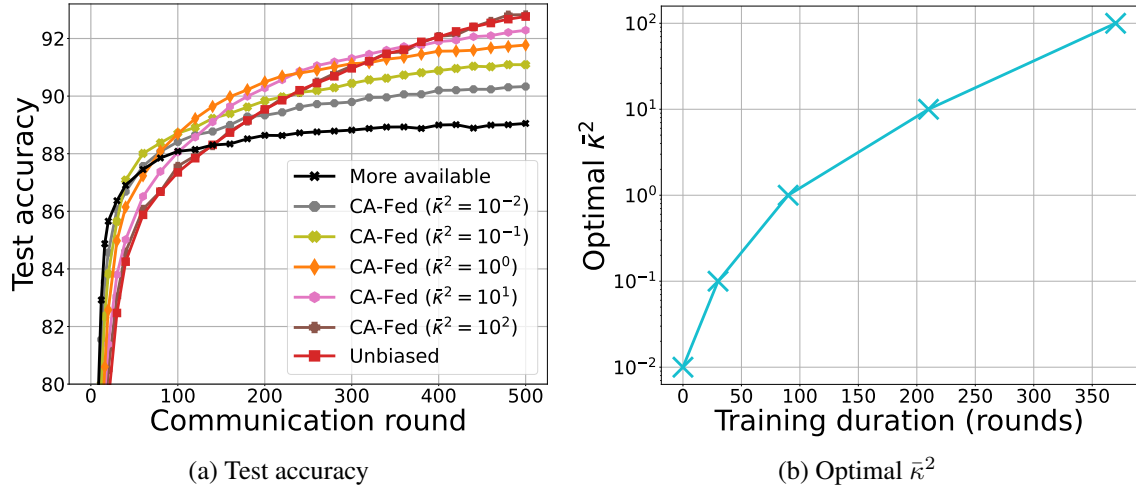 Test accuracy
92
90
88
86
84
82
80
0
100
200
300
400
500
Communication round
More available
CA-Fed (κ̄² = 10⁻²)
CA-Fed (κ̄² = 10⁻¹)
CA-Fed (κ̄² = 10⁰)
CA-Fed (κ̄² = 10¹)
CA-Fed (κ̄² = 10²)
Unbiased
(a) Test accuracy
Optimal κ̄²
10²
10¹
10⁰
10⁻¹
10⁻²
0
50
100
150
200
250
300
350
Training duration (rounds)
(b) Optimal κ̄²